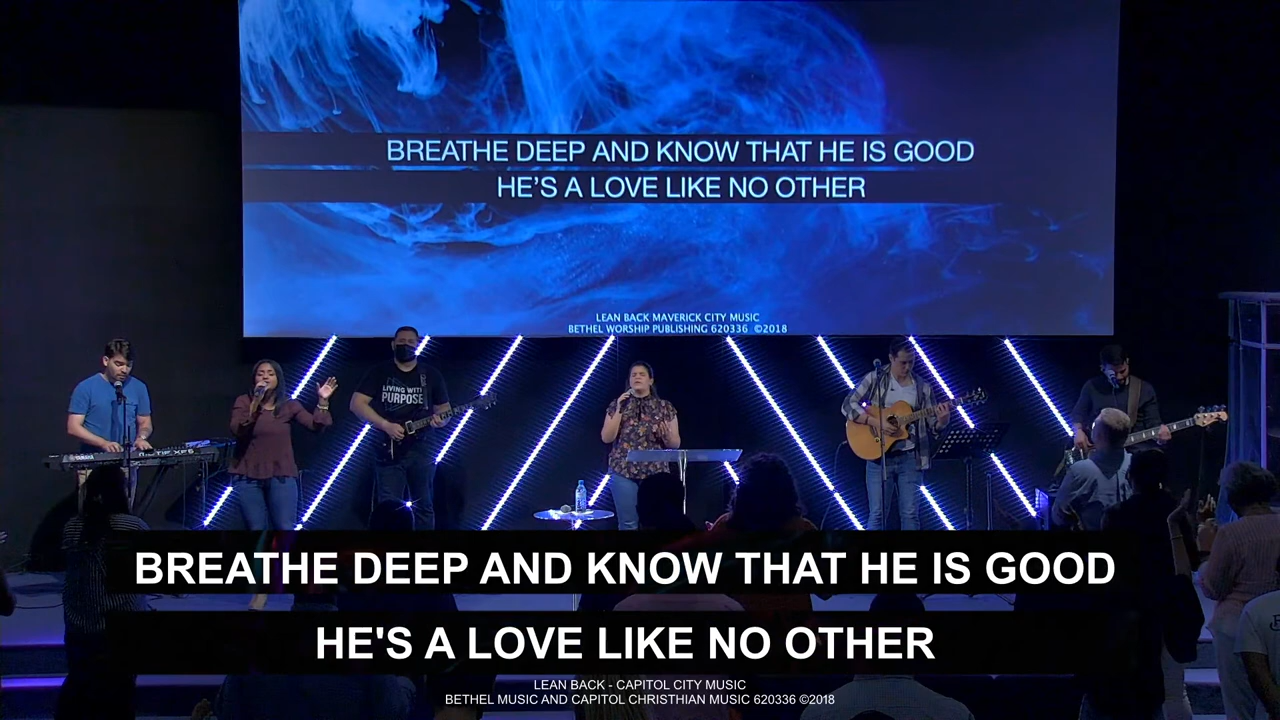 BREATHE DEEP AND KNOW THAT HE IS GOOD
HE'S A LOVE LIKE NO OTHER
LEAN BACK MAVERICK CITY MUSIC
BETHEL WORSHIP PUBLISHING 620336 ©2018
LIVING WITH
PURPOSE
YAMAHA
BREATHE DEEP AND KNOW THAT HE IS GOOD
HE'S A LOVE LIKE NO OTHER
LEAN BACK - CAPITOL CITY MUSIC
BETHEL MUSIC AND CAPITOL CHRISTHIAN MUSIC 620336 ©2018